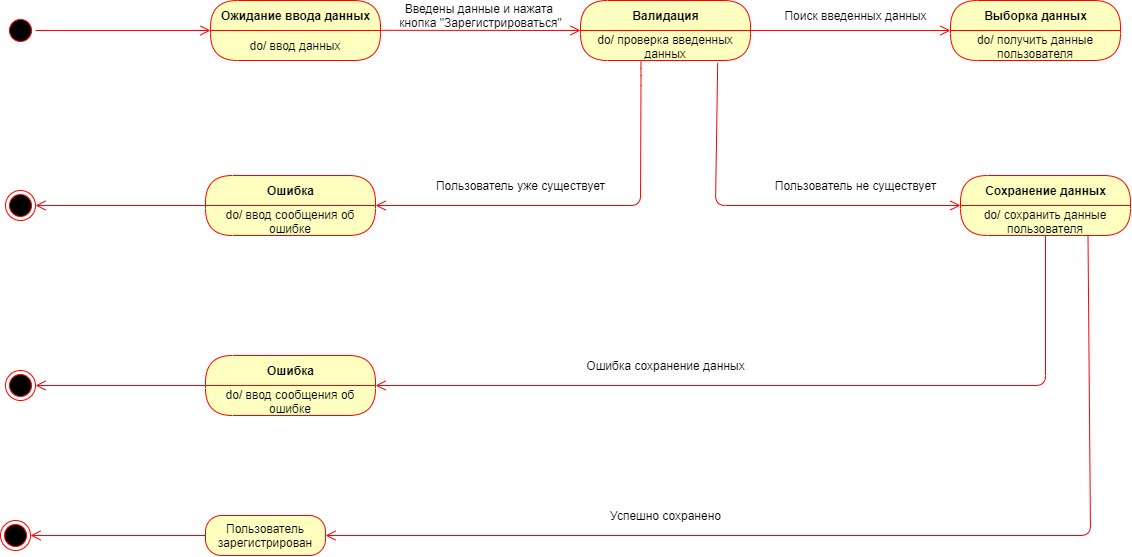 Ожидание ввода данных
do/ ввод данных
Введены данные и нажата
кнопка "Зарегистрироваться"
Валидация
do/ проверка введенных
данных
Поиск введенных данных
Выборка данных
do/ получить данные
пользователя
Ошибка
do/ ввод сообщения об
ошибке
Пользователь уже существует
Пользователь не существует
Сохранение данных
do/ сохранить данные
пользователя
Ошибка
do/ ввод сообщения об
ошибке
Ошибка сохранение данных
Пользователь
зарегистрирован
Успешно сохранено